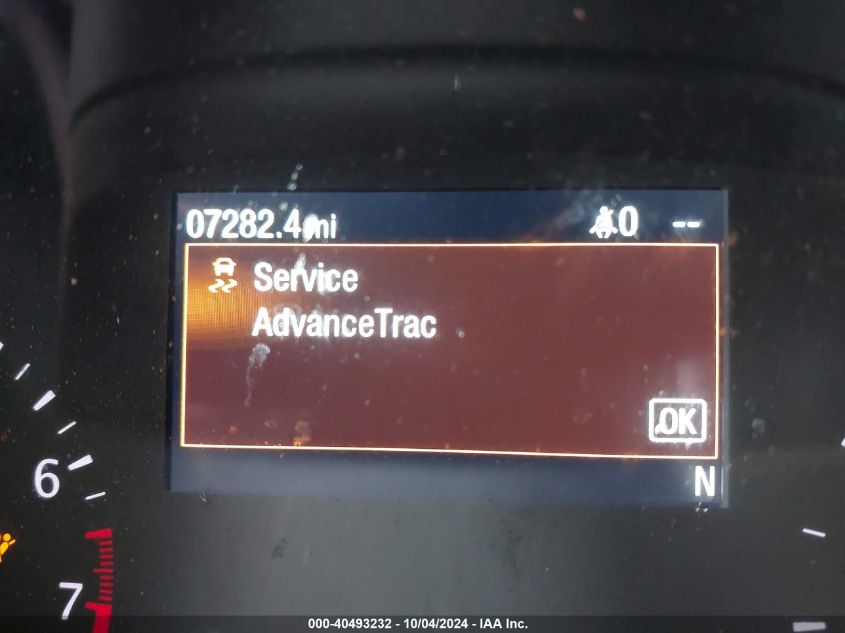 07282.4mi 0 --
Service
AdvanceTrac
OK
N
6
7
000-40493232 - 10/04/2024 - IAA Inc.